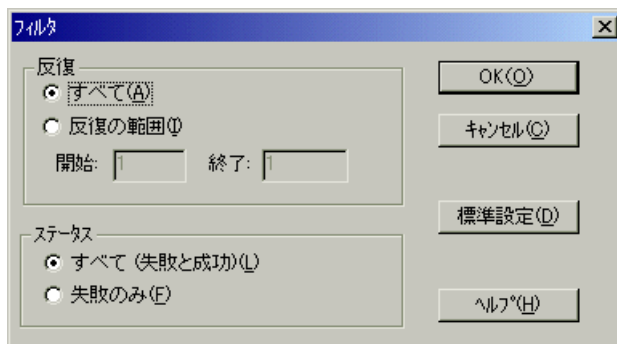 フィルタ
反復
すべて(A)
反復の範囲(I)
開始: 1 終了: 1
ステータス
すべて (失敗と成功)(L)
失敗のみ(F)
OK(O)
キャンセル(C)
標準設定(D)
ヘルプ(H)